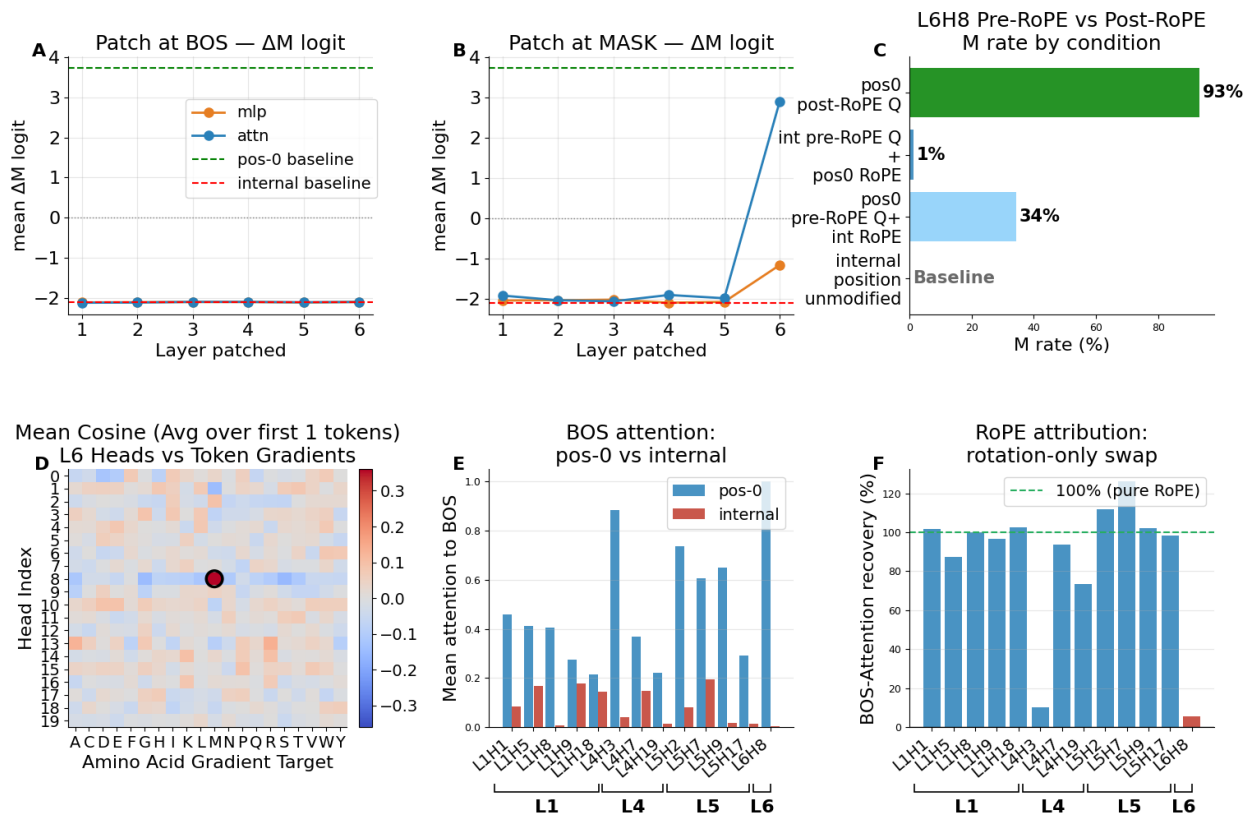 A
Patch at BOS — ΔM logit
mean ΔM logit
4
3
2
1
0
−1
−2
mlp
attn
pos-0 baseline
internal baseline
1 2 3 4 5 6
Layer patched
B
Patch at MASK — ΔM logit
mean ΔM logit
4
3
2
1
0
−1
−2
1 2 3 4 5 6
Layer patched
L6H8 Pre-RoPE vs Post-RoPE
M rate by condition
C
pos0
post-RoPE Q
93%
int pre-RoPE Q
+
pos0 RoPE
1%
pos0
pre-RoPE Q+
int RoPE
34%
internal
position
unmodified
Baseline
0 20 40 60 80
M rate (%)
Mean Cosine (Avg over first 1 tokens)
L6 Heads vs Token Gradients
D
Head Index
0
1
2
3
4
5
6
7
8
9
10
11
12
13
14
15
16
17
18
19
A C D E F G H I K L M N P Q R S T V W Y
Amino Acid Gradient Target
0.3
0.2
0.1
0.0
−0.1
−0.2
−0.3
BOS attention:
pos-0 vs internal
E
Mean attention to BOS
1.0
0.8
0.6
0.4
0.2
0.0
pos-0
internal
L1H1 L1H5 L1H8 L1H9 L1H18 L4H3 L4H7 L4H19 L5H2 L5H7 L5H9 L5H17 L6H8
L1 L4 L5 L6
RoPE attribution:
rotation-only swap
F
BOS-Attention recovery (%)
120
100
80
60
40
20
0
100% (pure RoPE)
L1H1 L1H5 L1H8 L1H9 L1H18 L4H3 L4H7 L4H19 L5H2 L5H7 L5H9 L5H17 L6H8
L1 L4 L5 L6